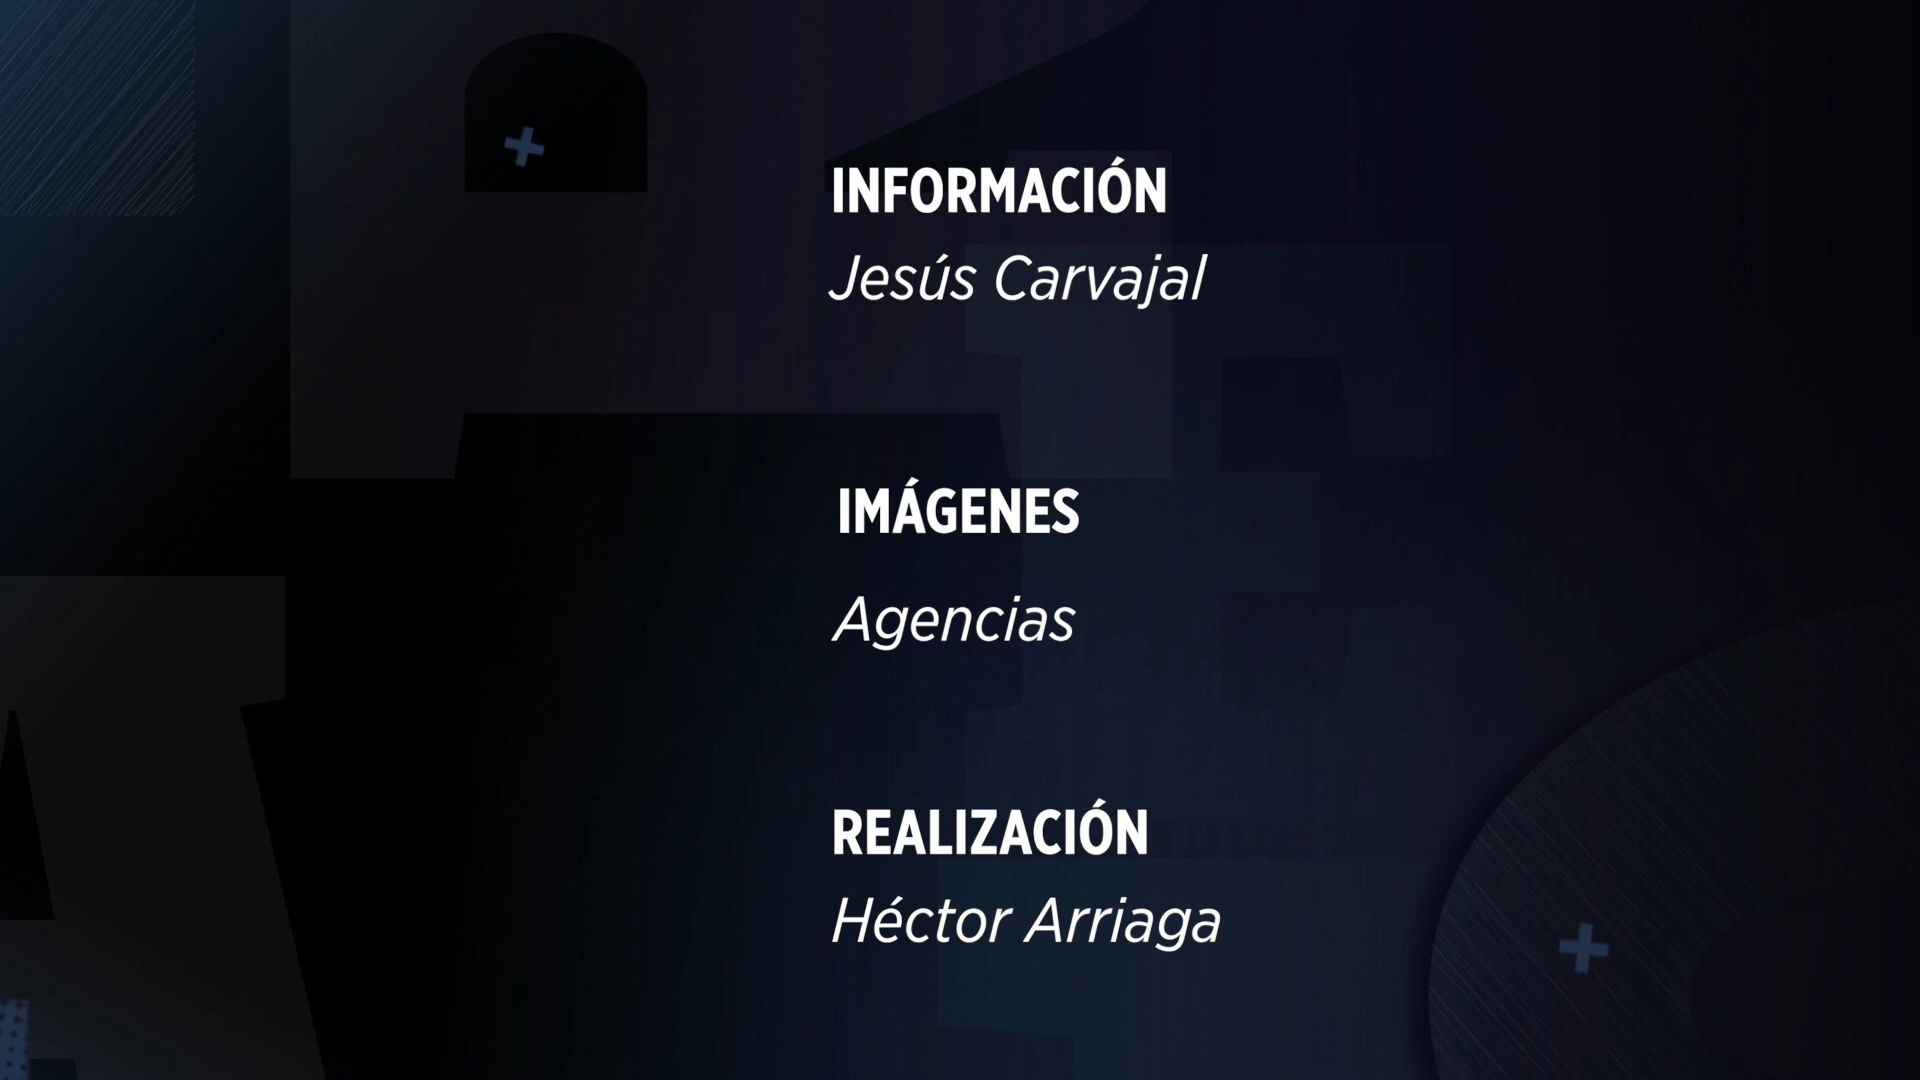 INFORMACIÓN
Jesús Carvajal
IMÁGENES
Agencias
REALIZACIÓN
Héctor Arriaga